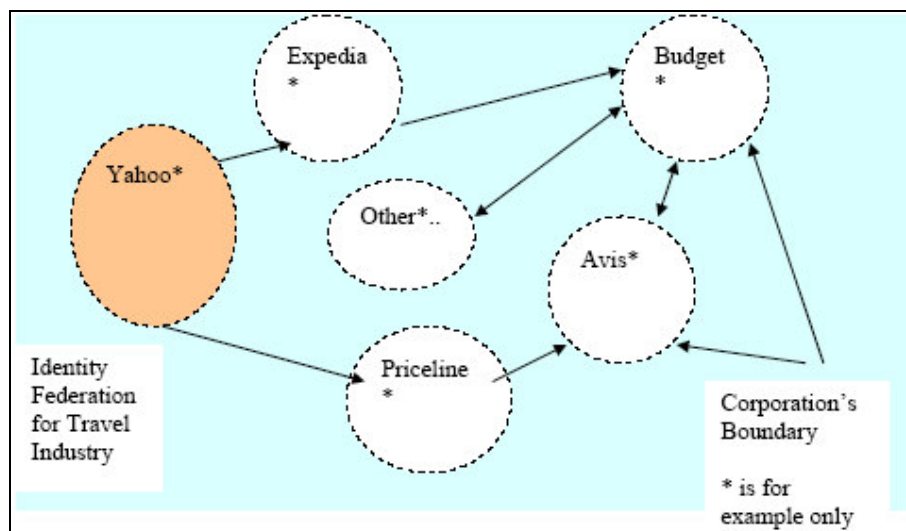 Expedia
*
Budget
*
Yahoo*
Other*..
Avis*
Priceline
*
Identity
Federation
for Travel
Industry
Corporation's
Boundary
* is for
example only